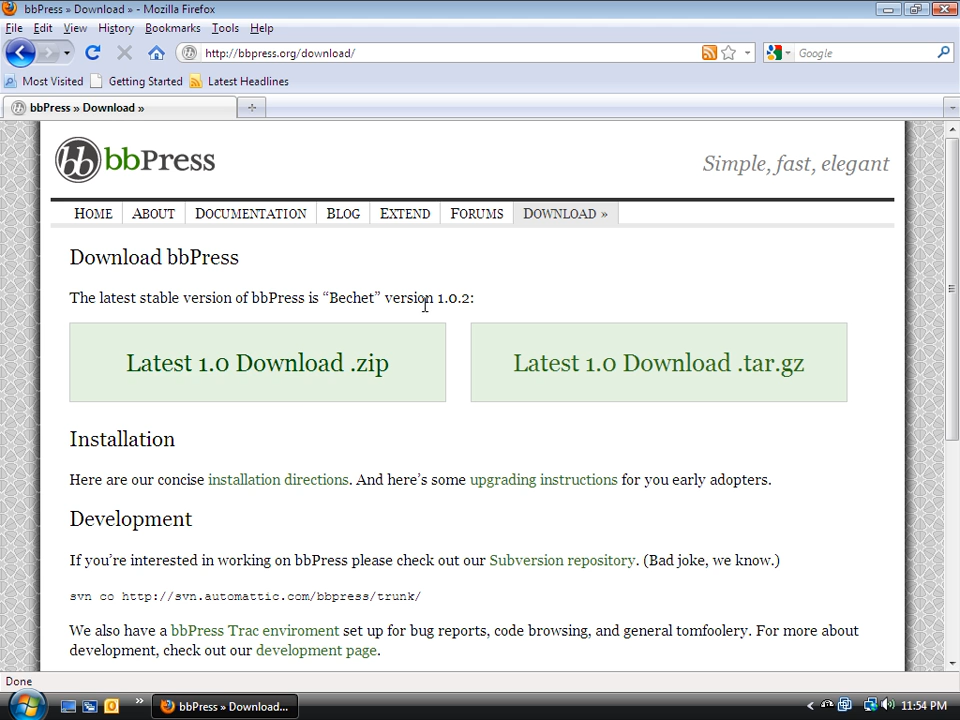 bbPress » Download » - Mozilla Firefox
File Edit View History Bookmarks Tools Help
http://bbpress.org/download/
Google
Most Visited Getting Started Latest Headlines
bbPress » Download »
bb bbPress
Simple, fast, elegant
HOME ABOUT DOCUMENTATION BLOG EXTEND FORUMS DOWNLOAD »
Download bbPress
The latest stable version of bbPress is “Bechet” version 1.0.2:
Latest 1.0 Download .zip
Latest 1.0 Download .tar.gz
Installation
Here are our concise installation directions. And here’s some upgrading instructions for you early adopters.
Development
If you’re interested in working on bbPress please check out our Subversion repository. (Bad joke, we know.)
svn co http://svn.automattic.com/bbpress/trunk/
We also have a bbPress Trac enviroment set up for bug reports, code browsing, and general tomfoolery. For more about
development, check out our development page.
Done
bbPress » Download...
11:54 PM